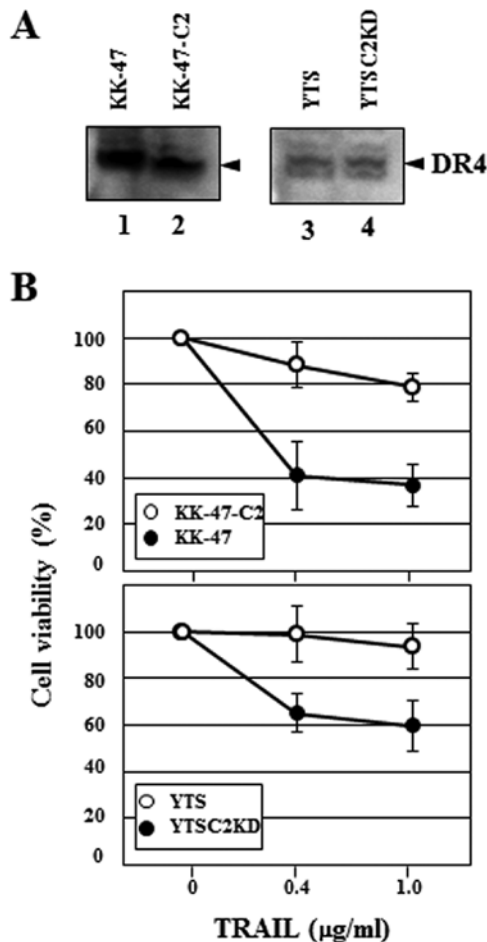 A
KK-47
KK-47-C2
YTS
YTSC2KD
DR4
1 2 3 4
B
Cell viability (%)
100
80
60
40
20
0
KK-47-C2
KK-47
100
80
60
40
20
0
YTS
YTSC2KD
0 0.4 1.0
TRAIL (µg/ml)